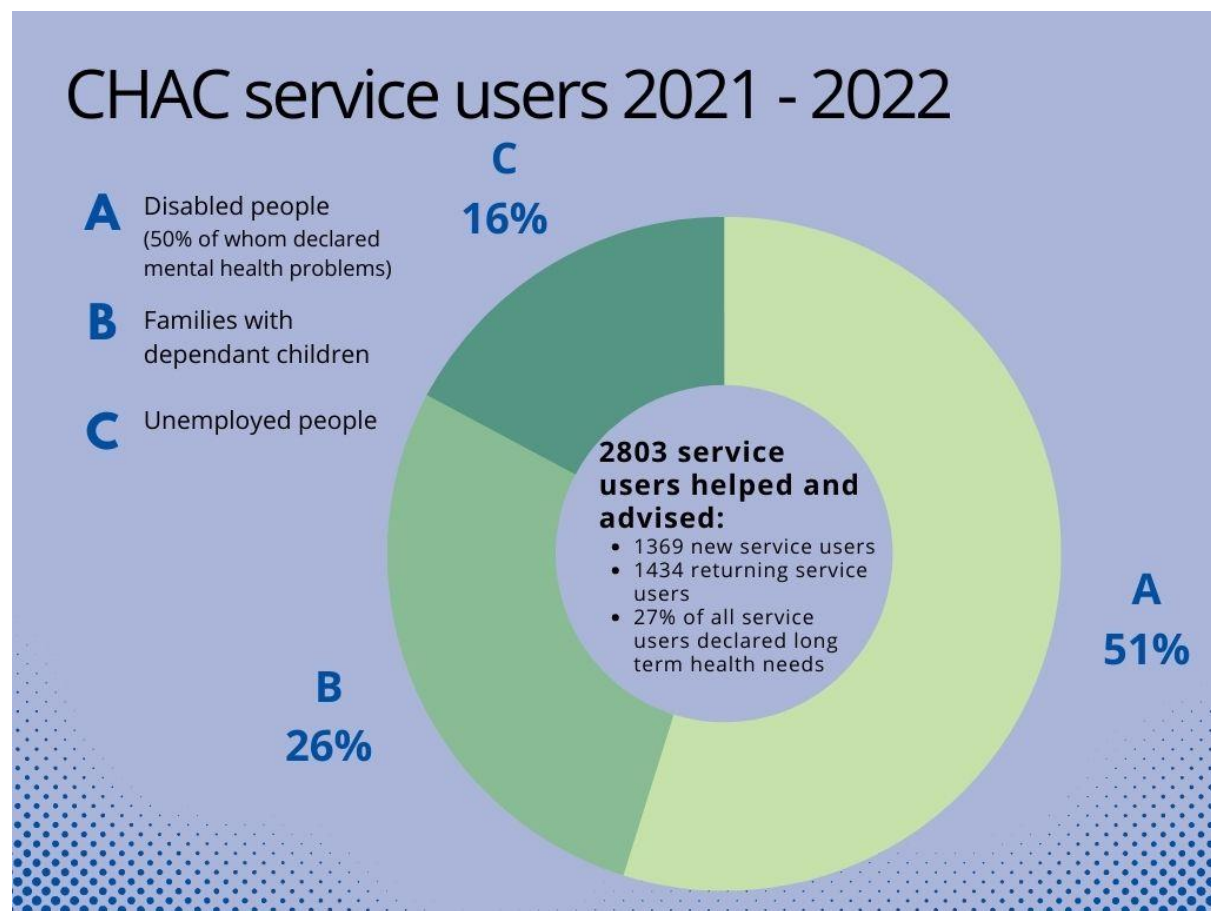 CHAC service users 2021 - 2022
A
Disabled people
(50% of whom declared
mental health problems)
B
Families with
dependant children
C
Unemployed people
C
16%
2803 service
users helped and
advised:
• 1369 new service users
• 1434 returning service
users
• 27% of all service
users declared long
term health needs
A
51%
B
26%